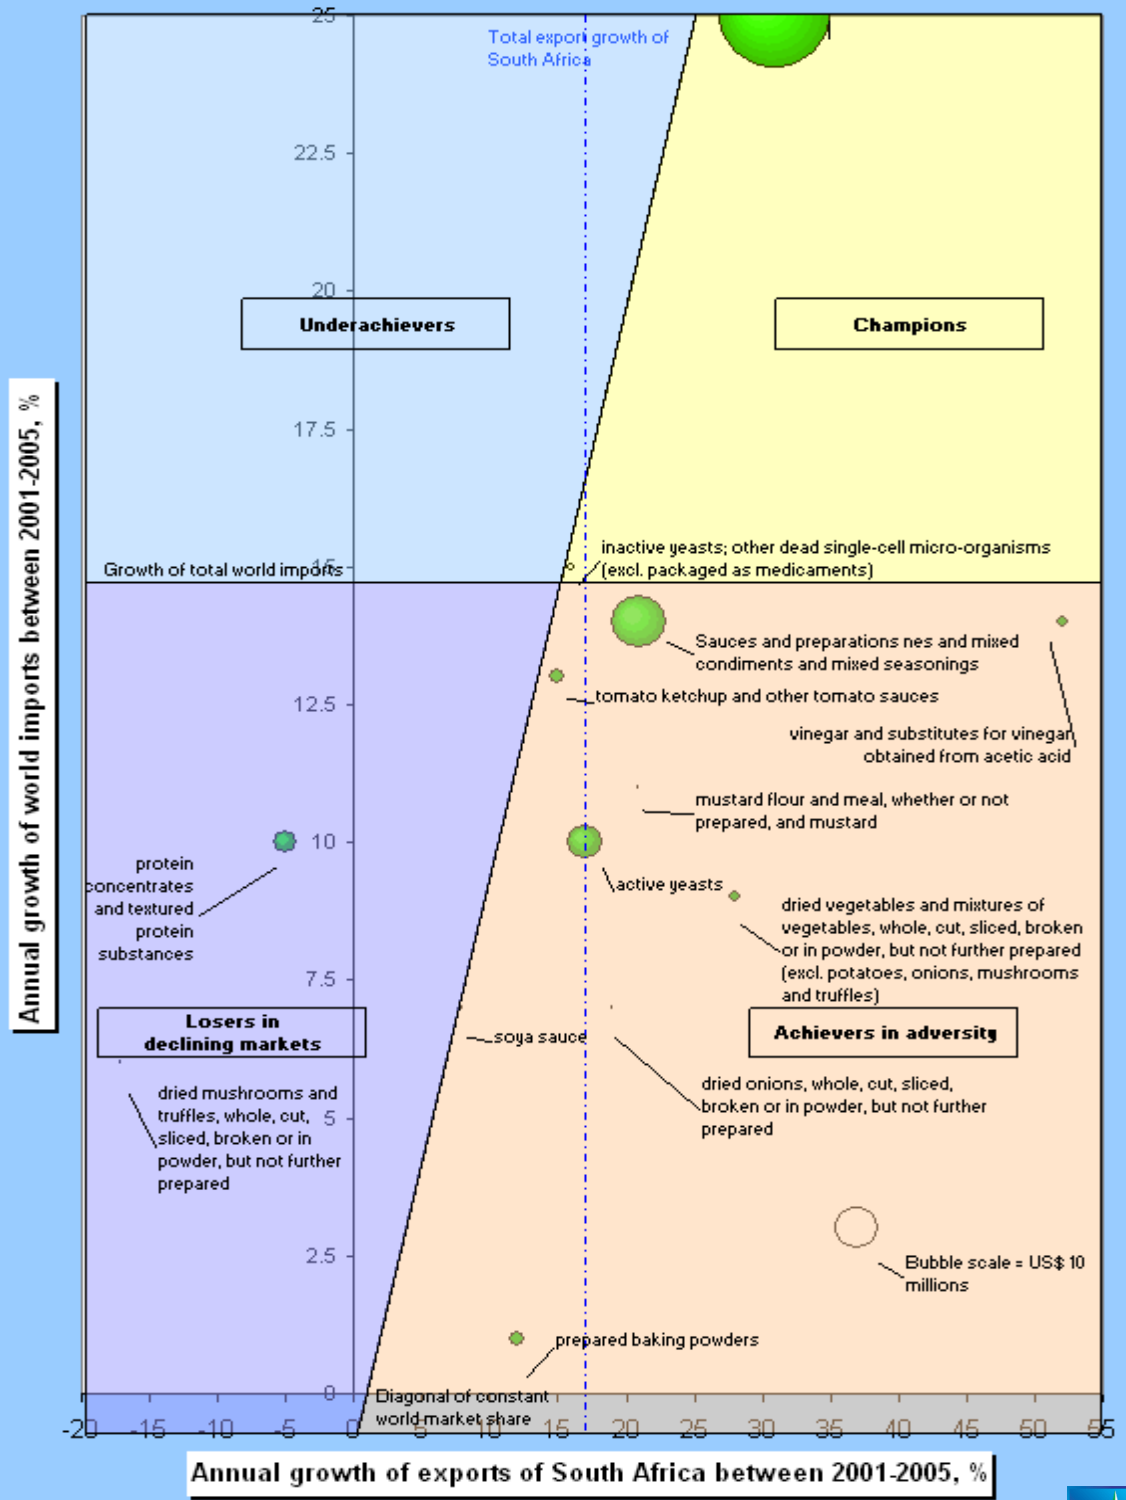 25
Total export growth of
South Africa
22.5
20
Underachievers
Champions
17.5
inactive yeasts; other dead single-cell micro-organisms
(excl. packaged as medicaments)
15
Growth of total world imports
Sauces and preparations nes and mixed
condiments and mixed seasonings
tomato ketchup and other tomato sauces
12.5
vinegar and substitutes for vinegar
obtained from acetic acid
mustard flour and meal, whether or not
prepared, and mustard
10
protein
concentrates
and textured
protein
substances
active yeasts
dried vegetables and mixtures of
vegetables, whole, cut, sliced, broken
or in powder, but not further prepared
(excl. potatoes, onions, mushrooms
and truffles)
7.5
Losers in
declining markets
soya sauce
Achievers in adversity
dried mushrooms and
truffles, whole, cut,
sliced, broken or in
powder, but not further
prepared
dried onions, whole, cut, sliced,
broken or in powder, but not further
prepared
5
2.5
Bubble scale = US$ 10
millions
prepared baking powders
0
Diagonal of constant
world market share
-20 -15 -10 -5 0 5 10 15 20 25 30 35 40 45 50 55
Annual growth of exports of South Africa between 2001-2005, %
Annual growth of world imports between 2001-2005, %